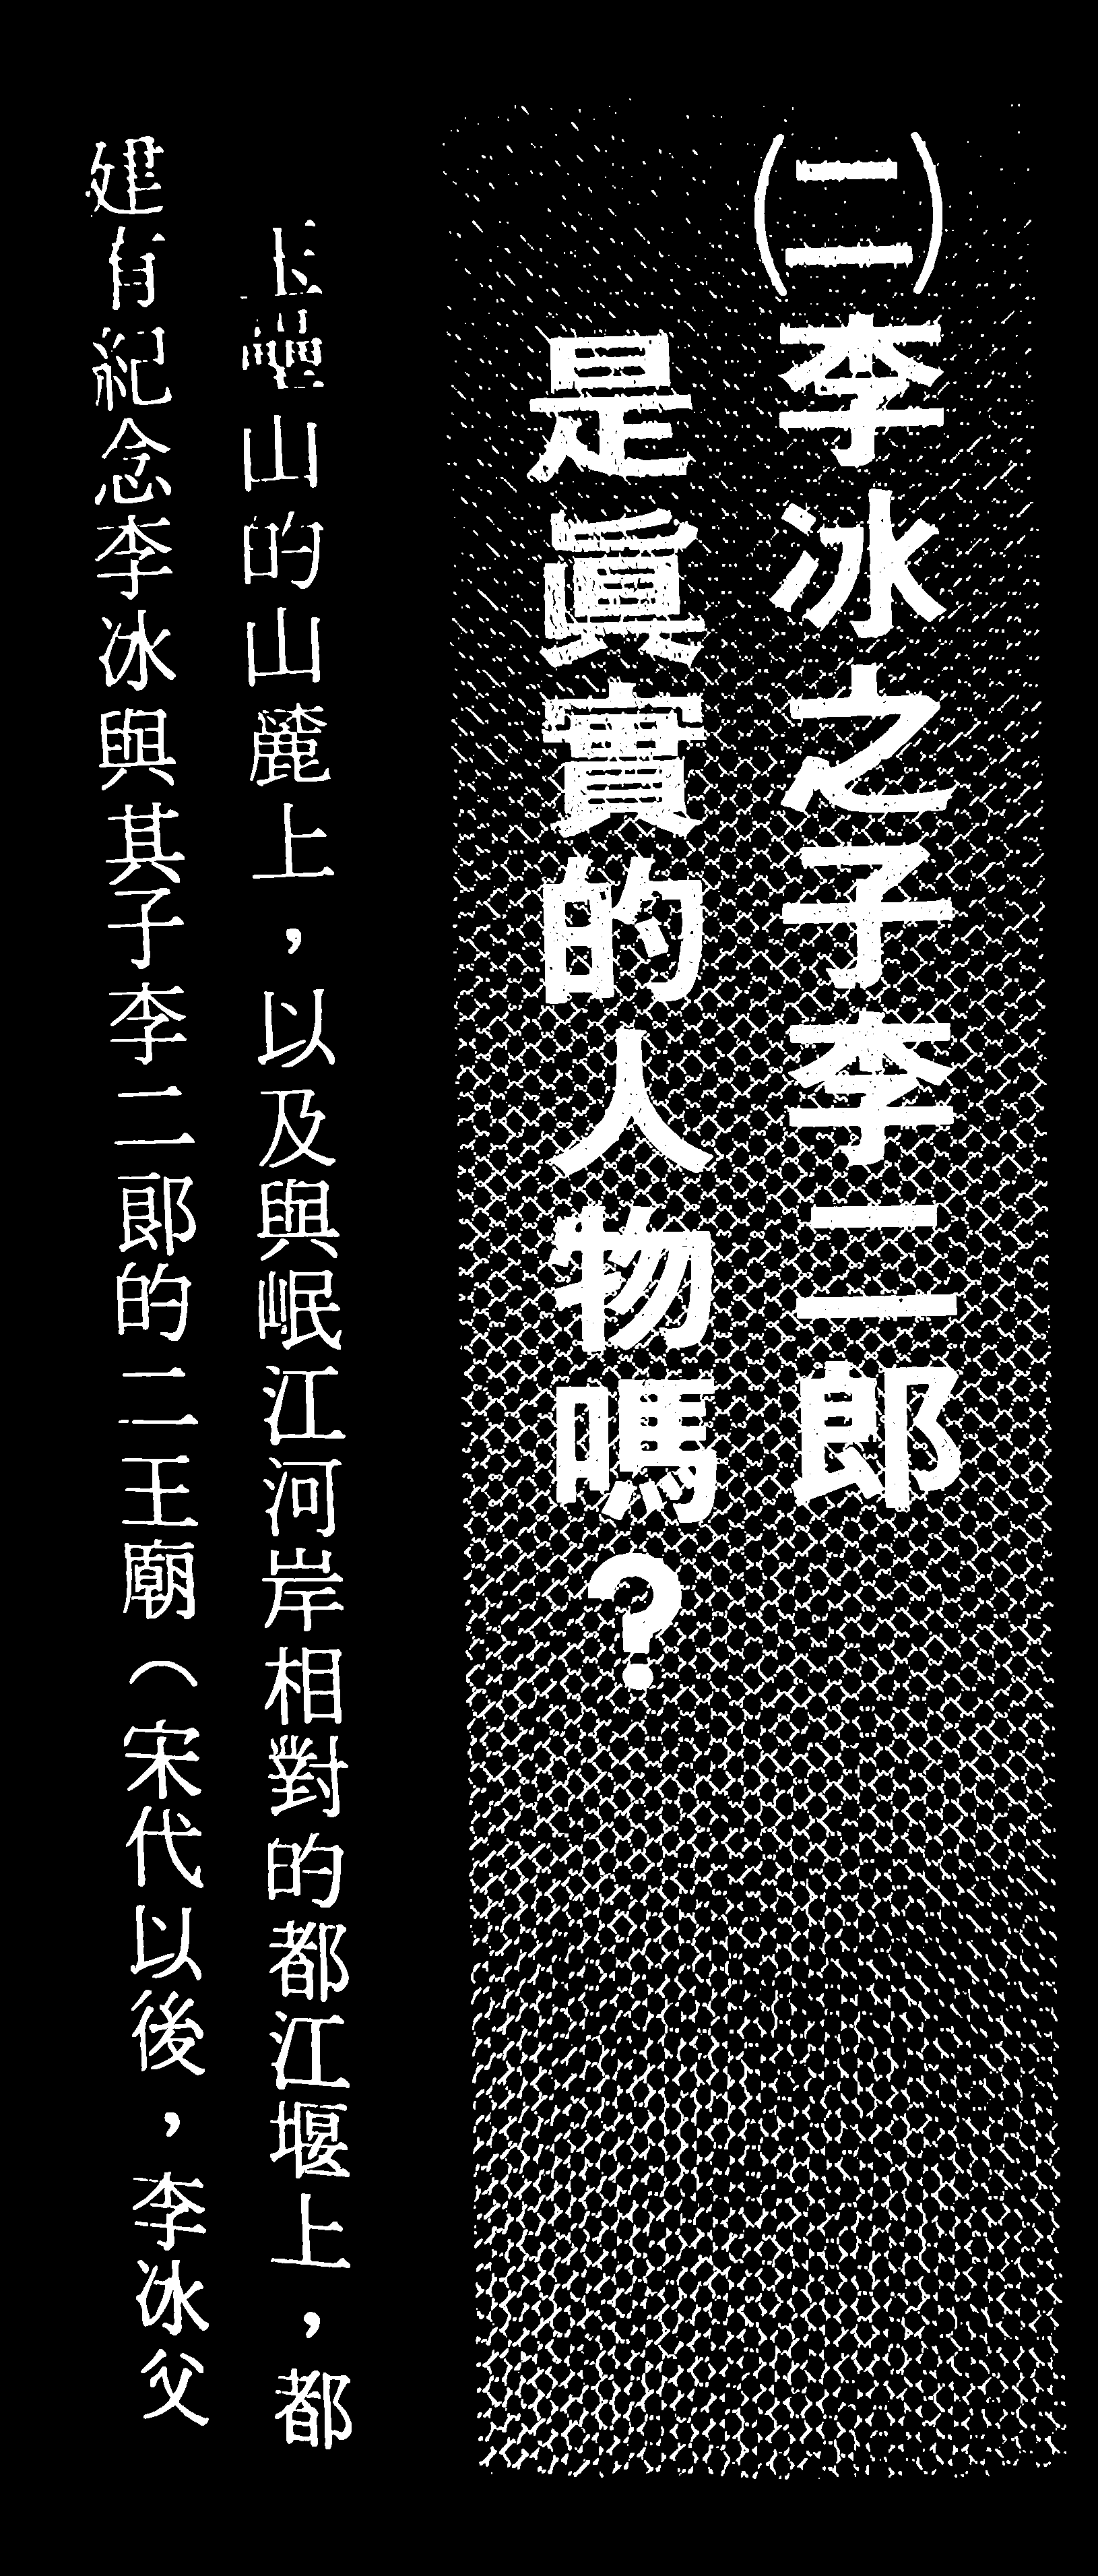 ㈡李冰之子李二郎
是眞實的人物嗎?
玉壘山的山麓上,以及與岷江河岸相對的都江堰上,都
建有紀念李冰與其子李二郎的二王廟(宋代以後,李冰父